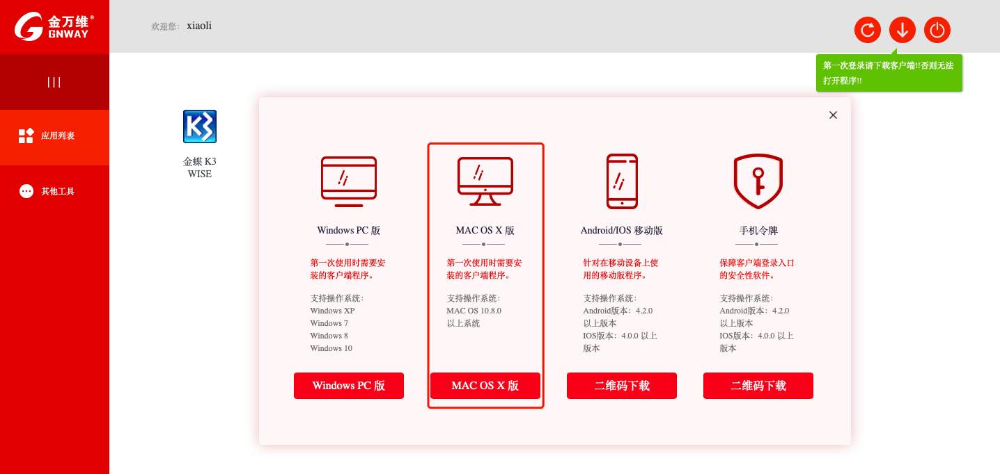 金万维®
GNWAY
欢迎您： xiaoli
第一次登录请下载客户端!!否则无法
打开程序!!
应用列表
其他工具
金蝶 K3
WISE
Windows PC 版
第一次使用时需要安
装的客户端程序。
支持操作系统：
Windows XP
Windows 7
Windows 8
Windows 10
Windows PC 版
MAC OS X 版
第一次使用时需要安
装的客户端程序。
支持操作系统：
MAC OS 10.8.0
以上系统
MAC OS X 版
Android/IOS 移动版
针对在移动设备上使
用的移动版程序。
支持操作系统：
Android版本：4.2.0
以上版本
IOS版本：4.0.0 以上
版本
二维码下载
手机令牌
保障客户端登录入口
的安全性软件。
支持操作系统：
Android版本：4.2.0
以上版本
IOS版本：4.0.0 以上
版本
二维码下载